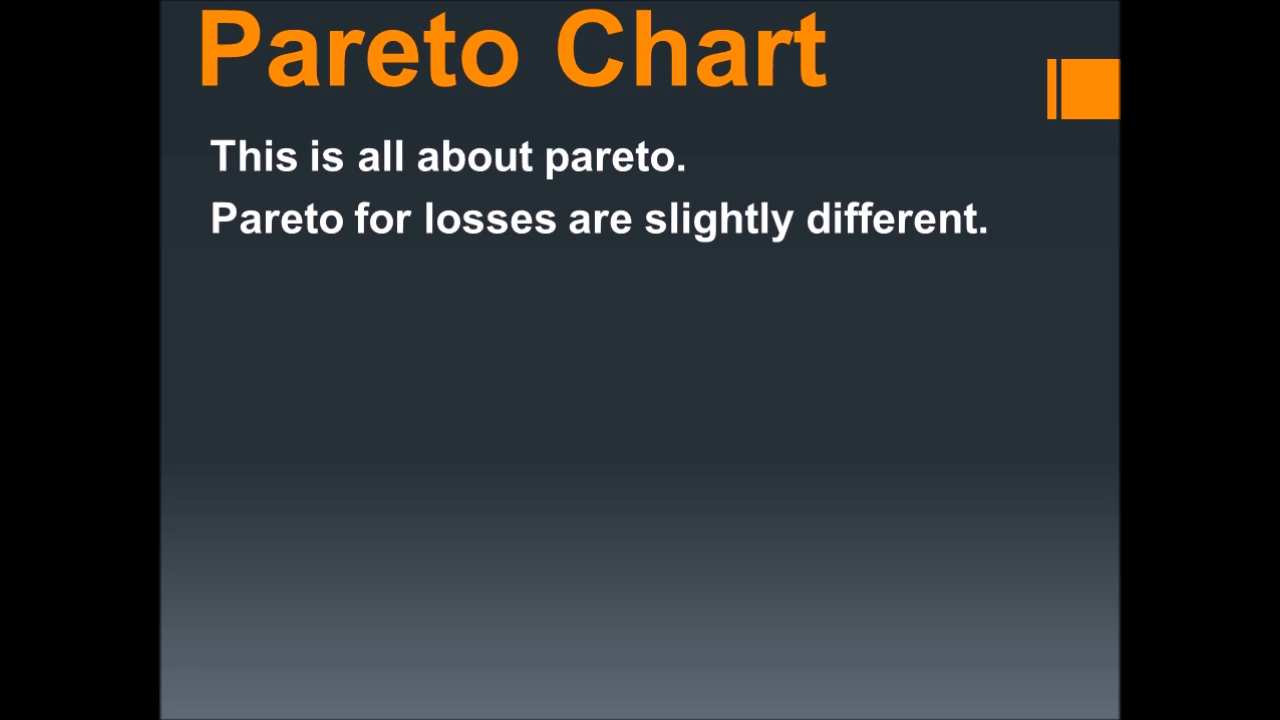 Pareto Chart
This is all about pareto.
Pareto for losses are slightly different.